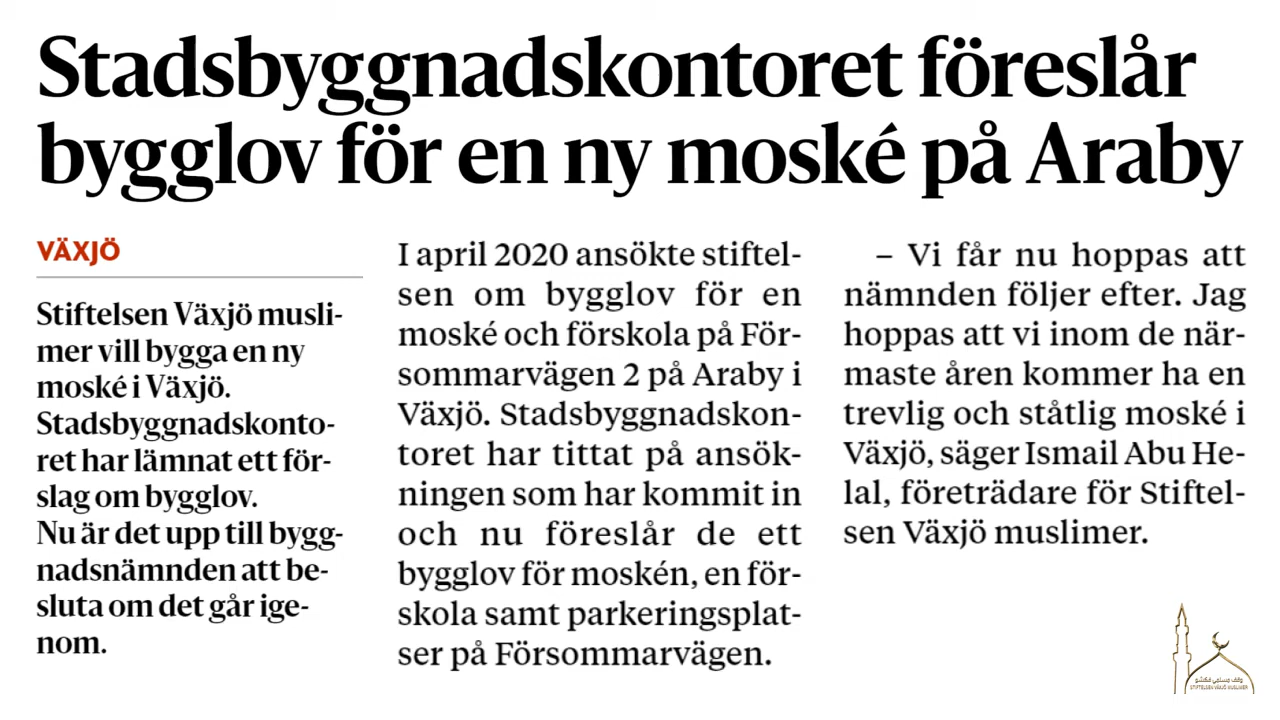 Stadsbyggnadskontoret föreslår
bygglov för en ny moské på Araby
VÄXJÖ
Stiftelsen Växjö musli-
mer vill bygga en ny
moské i Växjö.
Stadsbyggnadskonto-
ret har lämnat ett för-
slag om bygglov.
Nu är det upp till bygg-
nadsnämnden att be-
sluta om det går ige-
nom.
I april 2020 ansökte stiftel-
sen om bygglov för en
moské och förskola på För-
sommarvägen 2 på Araby i
Växjö. Stadsbyggnadskon-
toret har tittat på ansök-
ningen som har kommit in
och nu föreslår de ett
bygglov för moskén, en för-
skola samt parkeringsplat-
ser på Försommarvägen.
– Vi får nu hoppas att
nämnden följer efter. Jag
hoppas att vi inom de när-
maste åren kommer ha en
trevlig och ståtlig moské i
Växjö, säger Ismail Abu He-
lal, företrädare för Stiftel-
sen Växjö muslimer.
وقف مسلمي فكشو
STIFTELSEN VÄXJÖ MUSLIMER